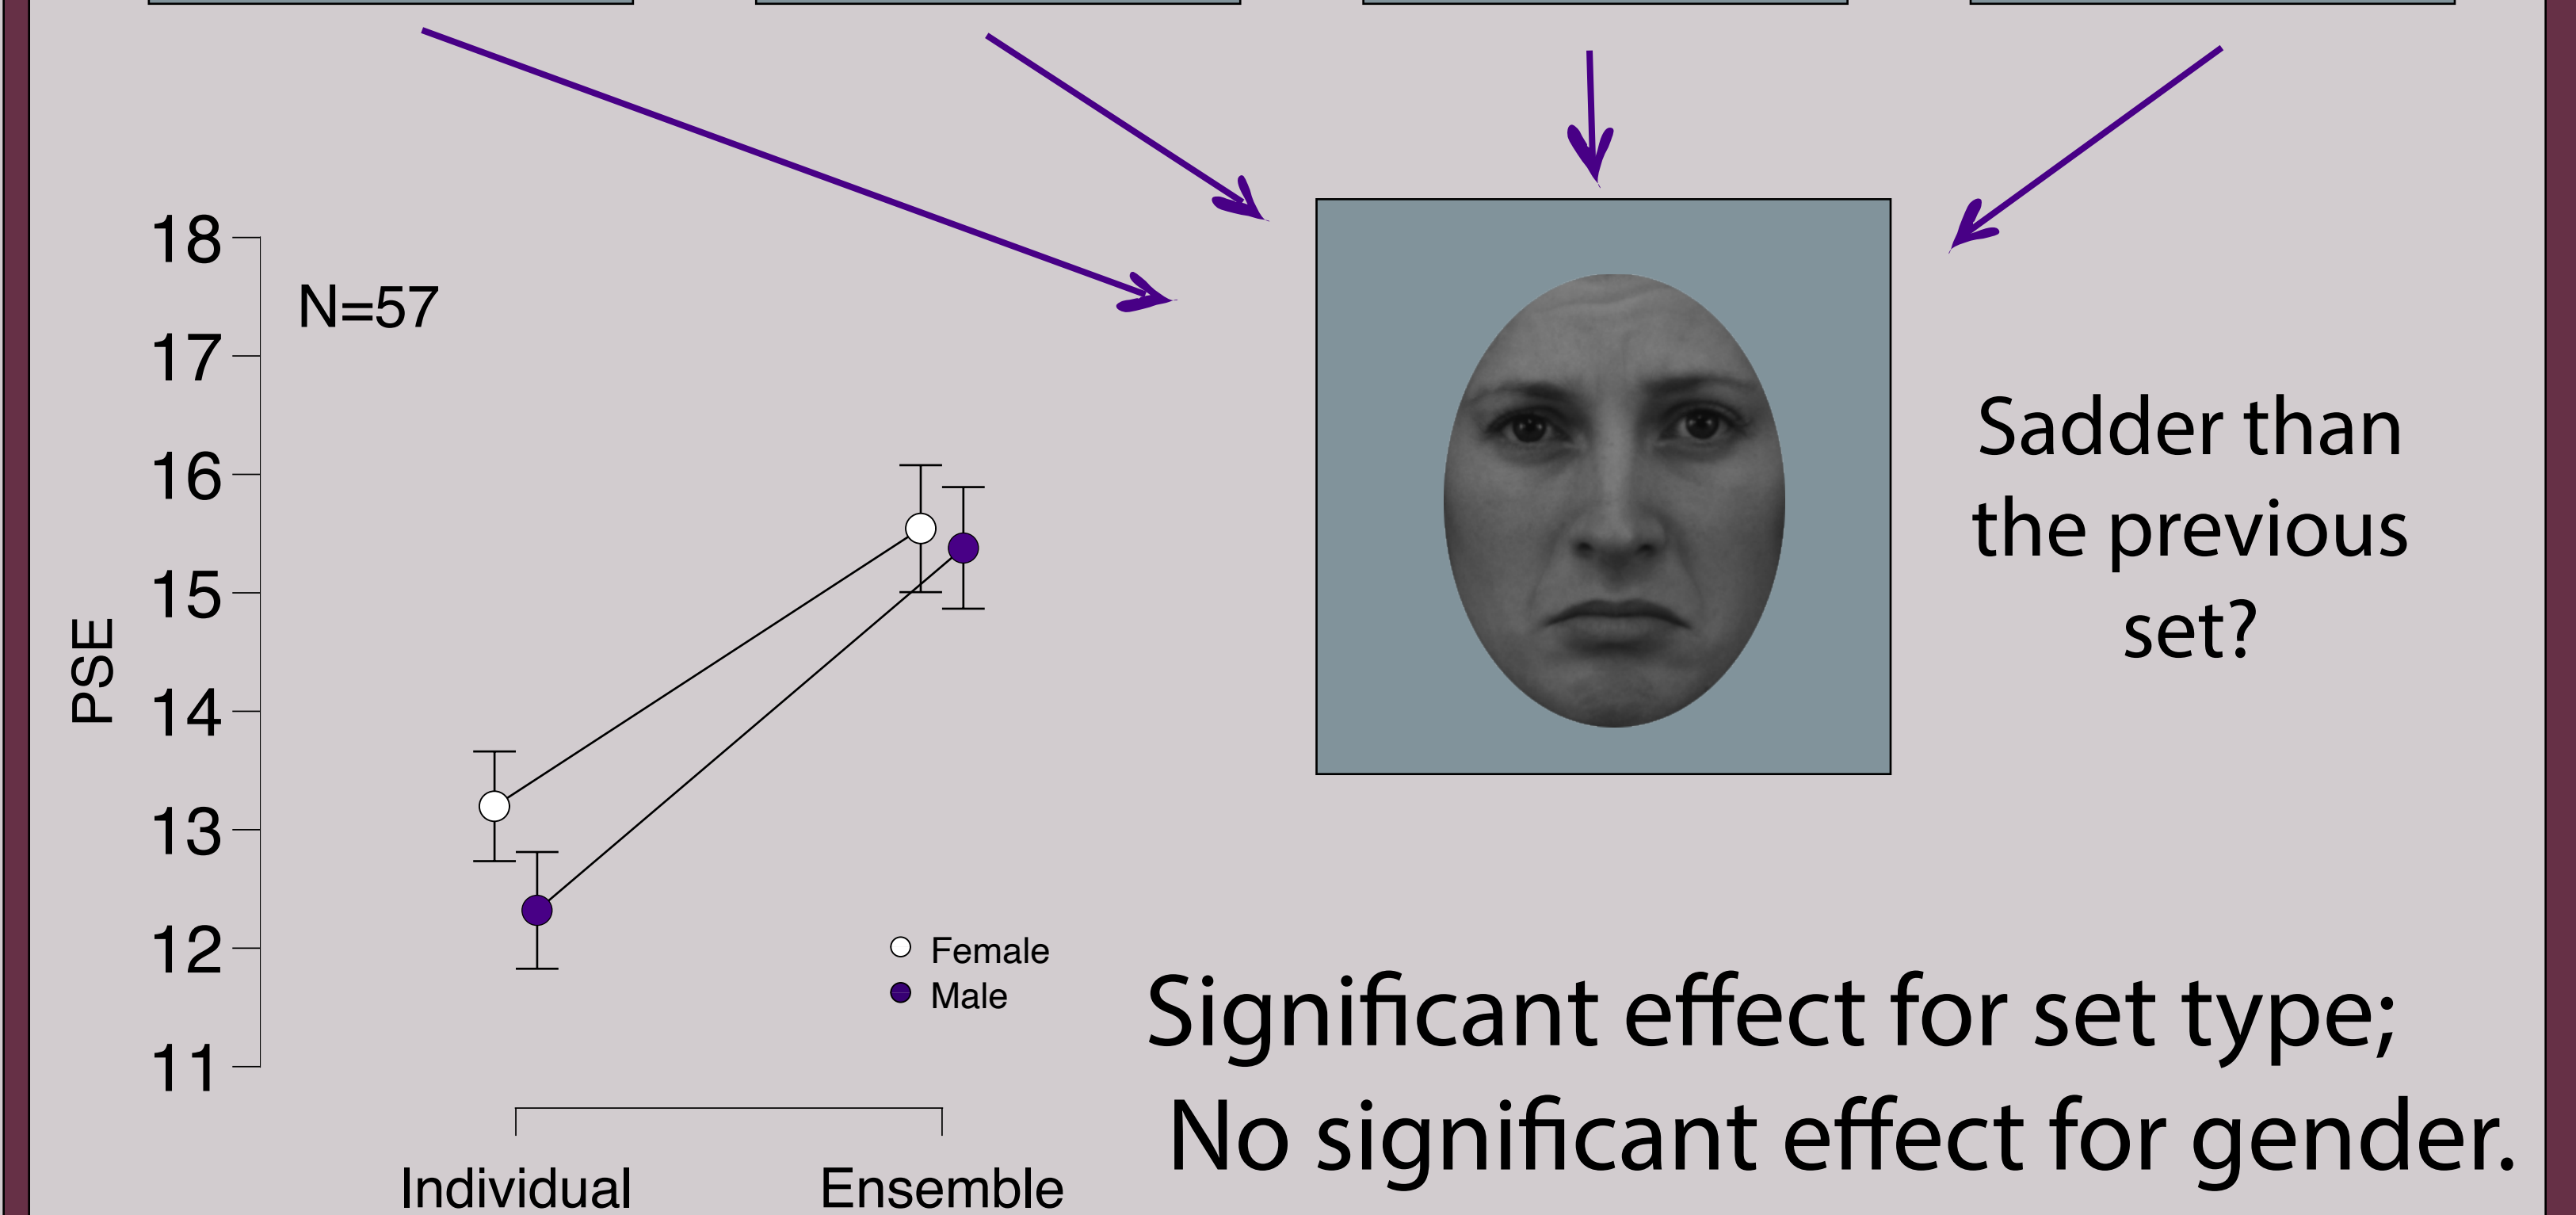 18
N=57
17
16
15
14
13
12
11
PSE
Female
Male
Individual
Ensemble
Sadder than
the previous
set?
Significant effect for set type;
No significant effect for gender.